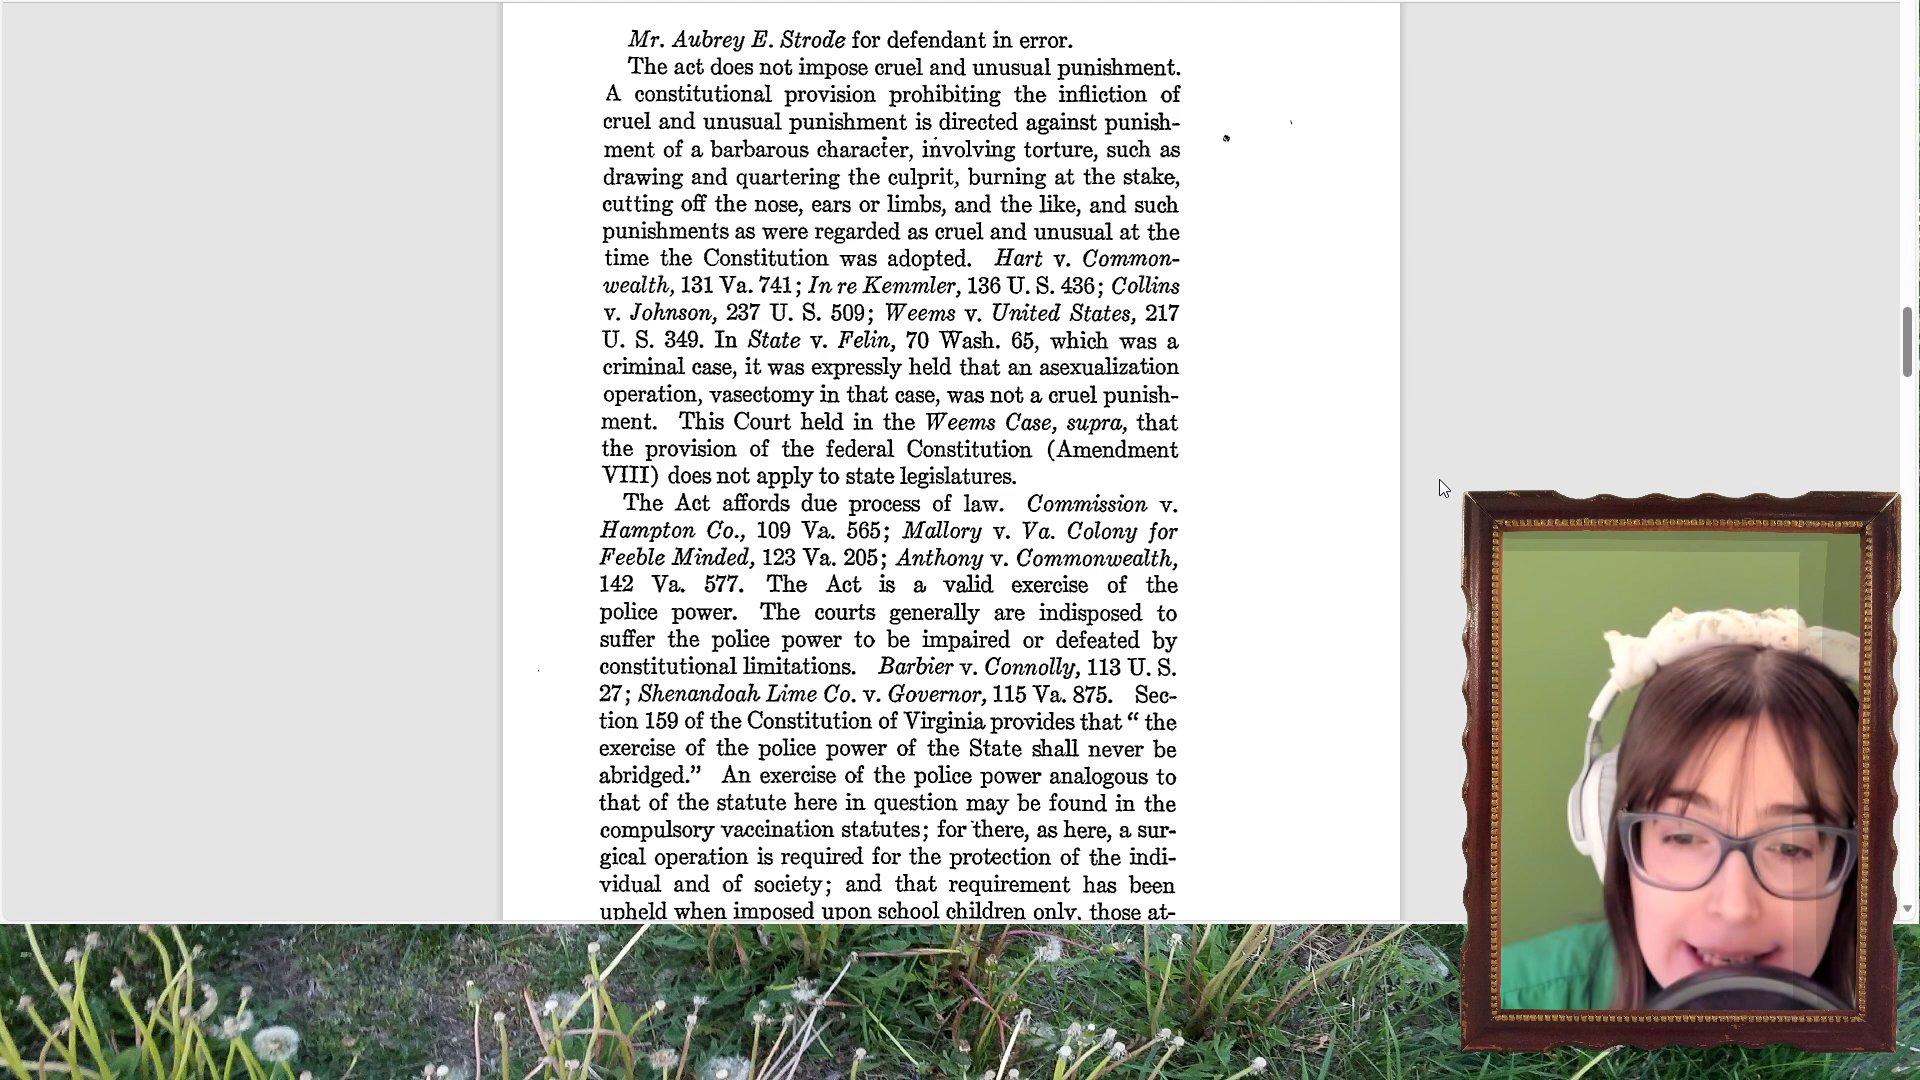 Mr. Aubrey E. Strode for defendant in error.
The act does not impose cruel and unusual punishment.
A constitutional provision prohibiting the infliction of
cruel and unusual punishment is directed against punish-
ment of a barbarous character, involving torture, such as
drawing and quartering the culprit, burning at the stake,
cutting off the nose, ears or limbs, and the like, and such
punishments as were regarded as cruel and unusual at the
time the Constitution was adopted. Hart v. Common-
wealth, 131 Va. 741; In re Kemmler, 136 U. S. 436; Collins
v. Johnson, 237 U. S. 509; Weems v. United States, 217
U. S. 349. In State v. Felin, 70 Wash. 65, which was a
criminal case, it was expressly held that an asexualization
operation, vasectomy in that case, was not a cruel punish-
ment. This Court held in the Weems Case, supra, that
the provision of the federal Constitution (Amendment
VIII) does not apply to state legislatures.
The Act affords due process of law. Commission v.
Hampton Co., 109 Va. 565; Mallory v. Va. Colony for
Feeble Minded, 123 Va. 205; Anthony v. Commonwealth,
142 Va. 577. The Act is a valid exercise of the
police power. The courts generally are indisposed to
suffer the police power to be impaired or defeated by
constitutional limitations. Barbier v. Connolly, 113 U. S.
27; Shenandoah Lime Co. v. Governor, 115 Va. 875. Sec-
tion 159 of the Constitution of Virginia provides that “ the
exercise of the police power of the State shall never be
abridged.” An exercise of the police power analogous to
that of the statute here in question may be found in the
compulsory vaccination statutes; for there, as here, a sur-
gical operation is required for the protection of the indi-
vidual and of society; and that requirement has been
upheld when imposed upon school children only, those at-